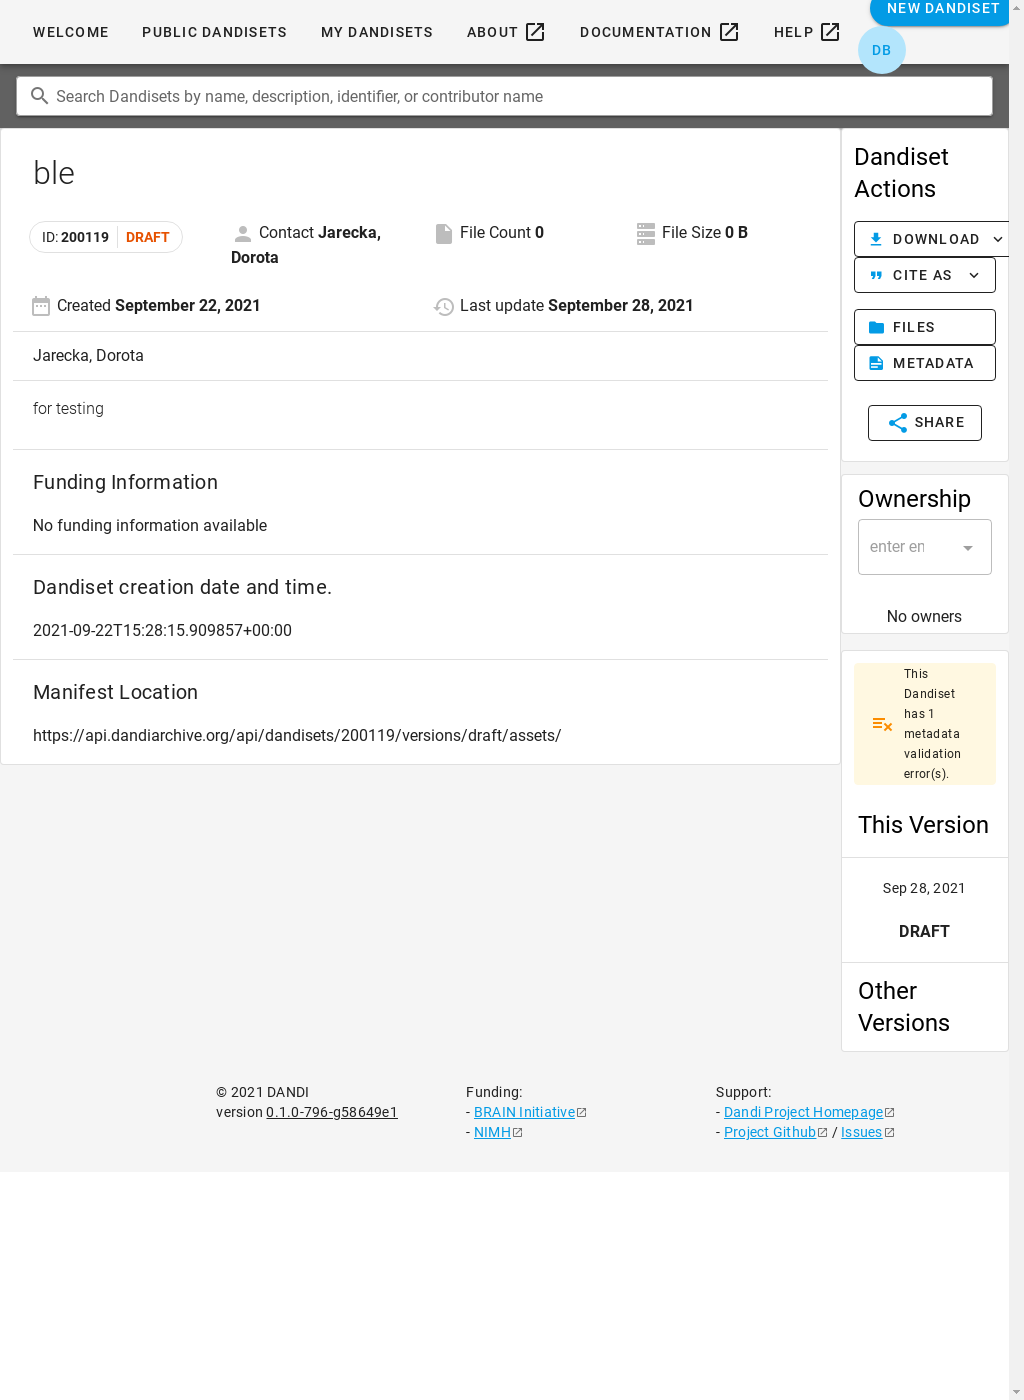 WELCOME
PUBLIC DANDISETS
MY DANDISETS
ABOUT
DOCUMENTATION
HELP
NEW DANDISET
DB
Search Dandisets by name, description, identifier, or contributor name
ble
ID: 200119 DRAFT
Contact Jarecka,
Dorota
File Count 0
File Size 0 B
Created September 22, 2021
Last update September 28, 2021
Jarecka, Dorota
for testing
Funding Information
No funding information available
Dandiset creation date and time.
2021-09-22T15:28:15.909857+00:00
Manifest Location
https://api.dandiarchive.org/api/dandisets/200119/versions/draft/assets/
Dandiset
Actions
DOWNLOAD
CITE AS
FILES
METADATA
SHARE
Ownership
enter en
No owners
This
Dandiset
has 1
metadata
validation
error(s).
This Version
Sep 28, 2021
DRAFT
Other
Versions
© 2021 DANDI
version 0.1.0-796-g58649e1
Funding:
- BRAIN Initiative
- NIMH
Support:
- Dandi Project Homepage
- Project Github / Issues